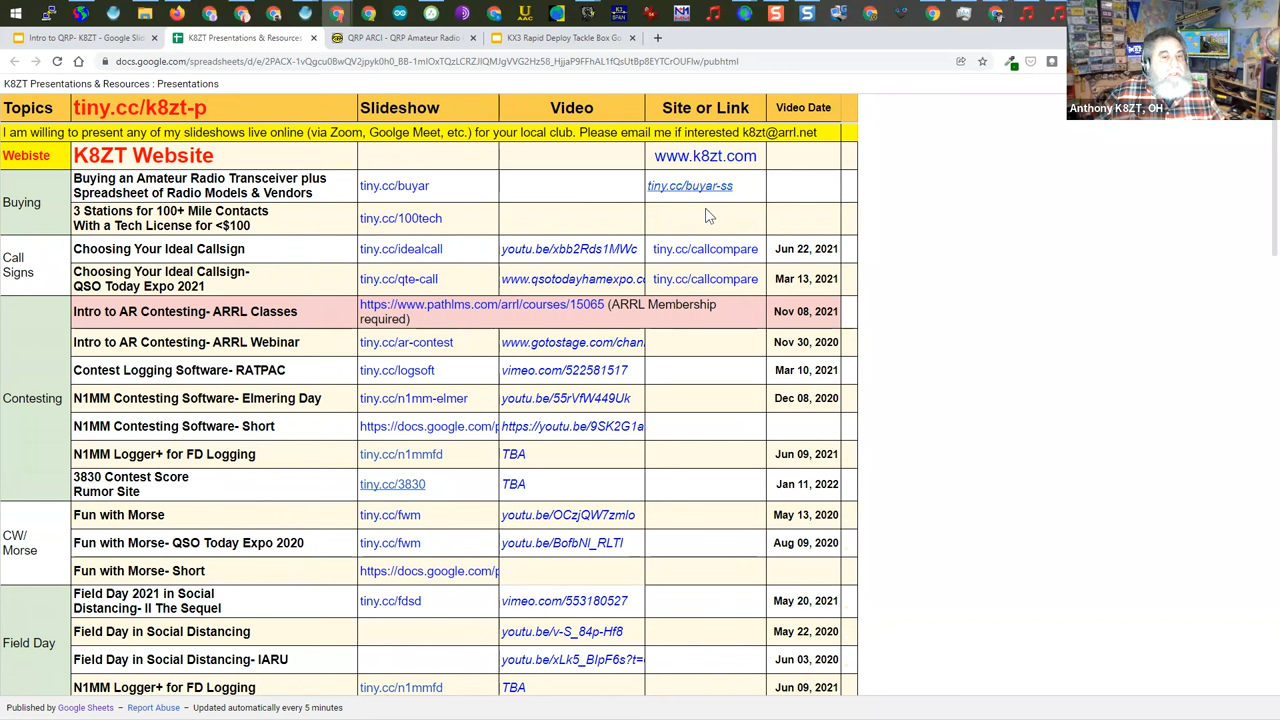 Intro to QRP- K8ZT - Google Slid
K8ZT Presentations & Resources
QRP ARCI - QRP Amateur Radio
KX3 Rapid Deploy Tackle Box Go
docs.google.com/spreadsheets/d/e/2PACX-1vQgcu0BwQV2jpyk0h0_BB-1mIOxTQzLCRZJIQMJgVVG2Hz58_HjjaP9FFhAL1fQsUtBp8EYTCrOUFlw/pubhtml
Anthony K8ZT, OH
K8ZT Presentations & Resources : Presentations
Topics tiny.cc/k8zt-p Slideshow Video Site or Link Video Date
I am willing to present any of my slideshows live online (via Zoom, Goolge Meet, etc.) for your local club. Please email me if interested k8zt@arrl.net
Webiste K8ZT Website www.k8zt.com
Buying
Buying an Amateur Radio Transceiver plus
Spreadsheet of Radio Models & Vendors
tiny.cc/buyar tiny.cc/buyar-ss
3 Stations for 100+ Mile Contacts
With a Tech License for <$100
tiny.cc/100tech
Call
Signs
Choosing Your Ideal Callsign tiny.cc/idealcall youtu.be/xbb2Rds1MWc tiny.cc/callcompare Jun 22, 2021
Choosing Your Ideal Callsign-
QSO Today Expo 2021
tiny.cc/qte-call www.qsotodayhamexpo.cc tiny.cc/callcompare Mar 13, 2021
Contesting
Intro to AR Contesting- ARRL Classes
https://www.pathlms.com/arrl/courses/15065 (ARRL Membership
required)
Nov 08, 2021
Intro to AR Contesting- ARRL Webinar tiny.cc/ar-contest www.gotostage.com/chan Nov 30, 2020
Contest Logging Software- RATPAC tiny.cc/logsoft vimeo.com/522581517 Mar 10, 2021
N1MM Contesting Software- Elmering Day tiny.cc/n1mm-elmer youtu.be/55rVfW449Uk Dec 08, 2020
N1MM Contesting Software- Short https://docs.google.com/p https://youtu.be/9SK2G1a
N1MM Logger+ for FD Logging tiny.cc/n1mmfd TBA Jun 09, 2021
3830 Contest Score
Rumor Site
tiny.cc/3830 TBA Jan 11, 2022
CW/
Morse
Fun with Morse tiny.cc/fwm youtu.be/OCzjQW7zmlo May 13, 2020
Fun with Morse- QSO Today Expo 2020 tiny.cc/fwm youtu.be/BofbNl_RLTI Aug 09, 2020
Fun with Morse- Short https://docs.google.com/p
Field Day
Field Day 2021 in Social
Distancing- II The Sequel
tiny.cc/fdsd vimeo.com/553180527 May 20, 2021
Field Day in Social Distancing youtu.be/v-S_84p-Hf8 May 22, 2020
Field Day in Social Distancing- IARU youtu.be/xLk5_BIpF6s?t= Jun 03, 2020
N1MM Logger+ for FD Logging tiny.cc/n1mmfd TBA Jun 09, 2021
Published by Google Sheets – Report Abuse – Updated automatically every 5 minutes